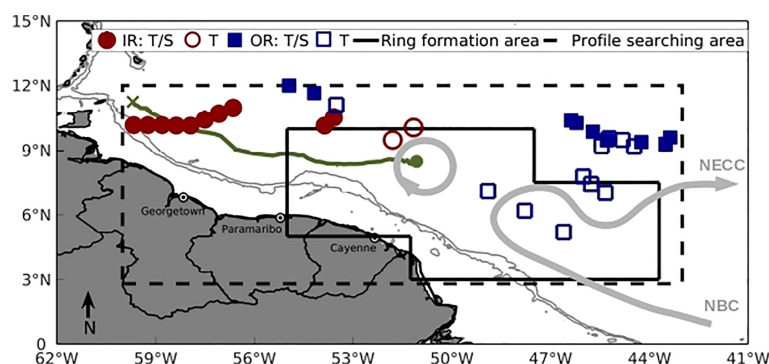 15°N
IR: T/S T OR: T/S T Ring formation area Profile searching area
12°N
9°N
NECC
6°N
Georgetown
Paramaribo
Cayenne
3°N
NBC
N
0
62°W 59°W 56°W 53°W 50°W 47°W 44°W 41°W